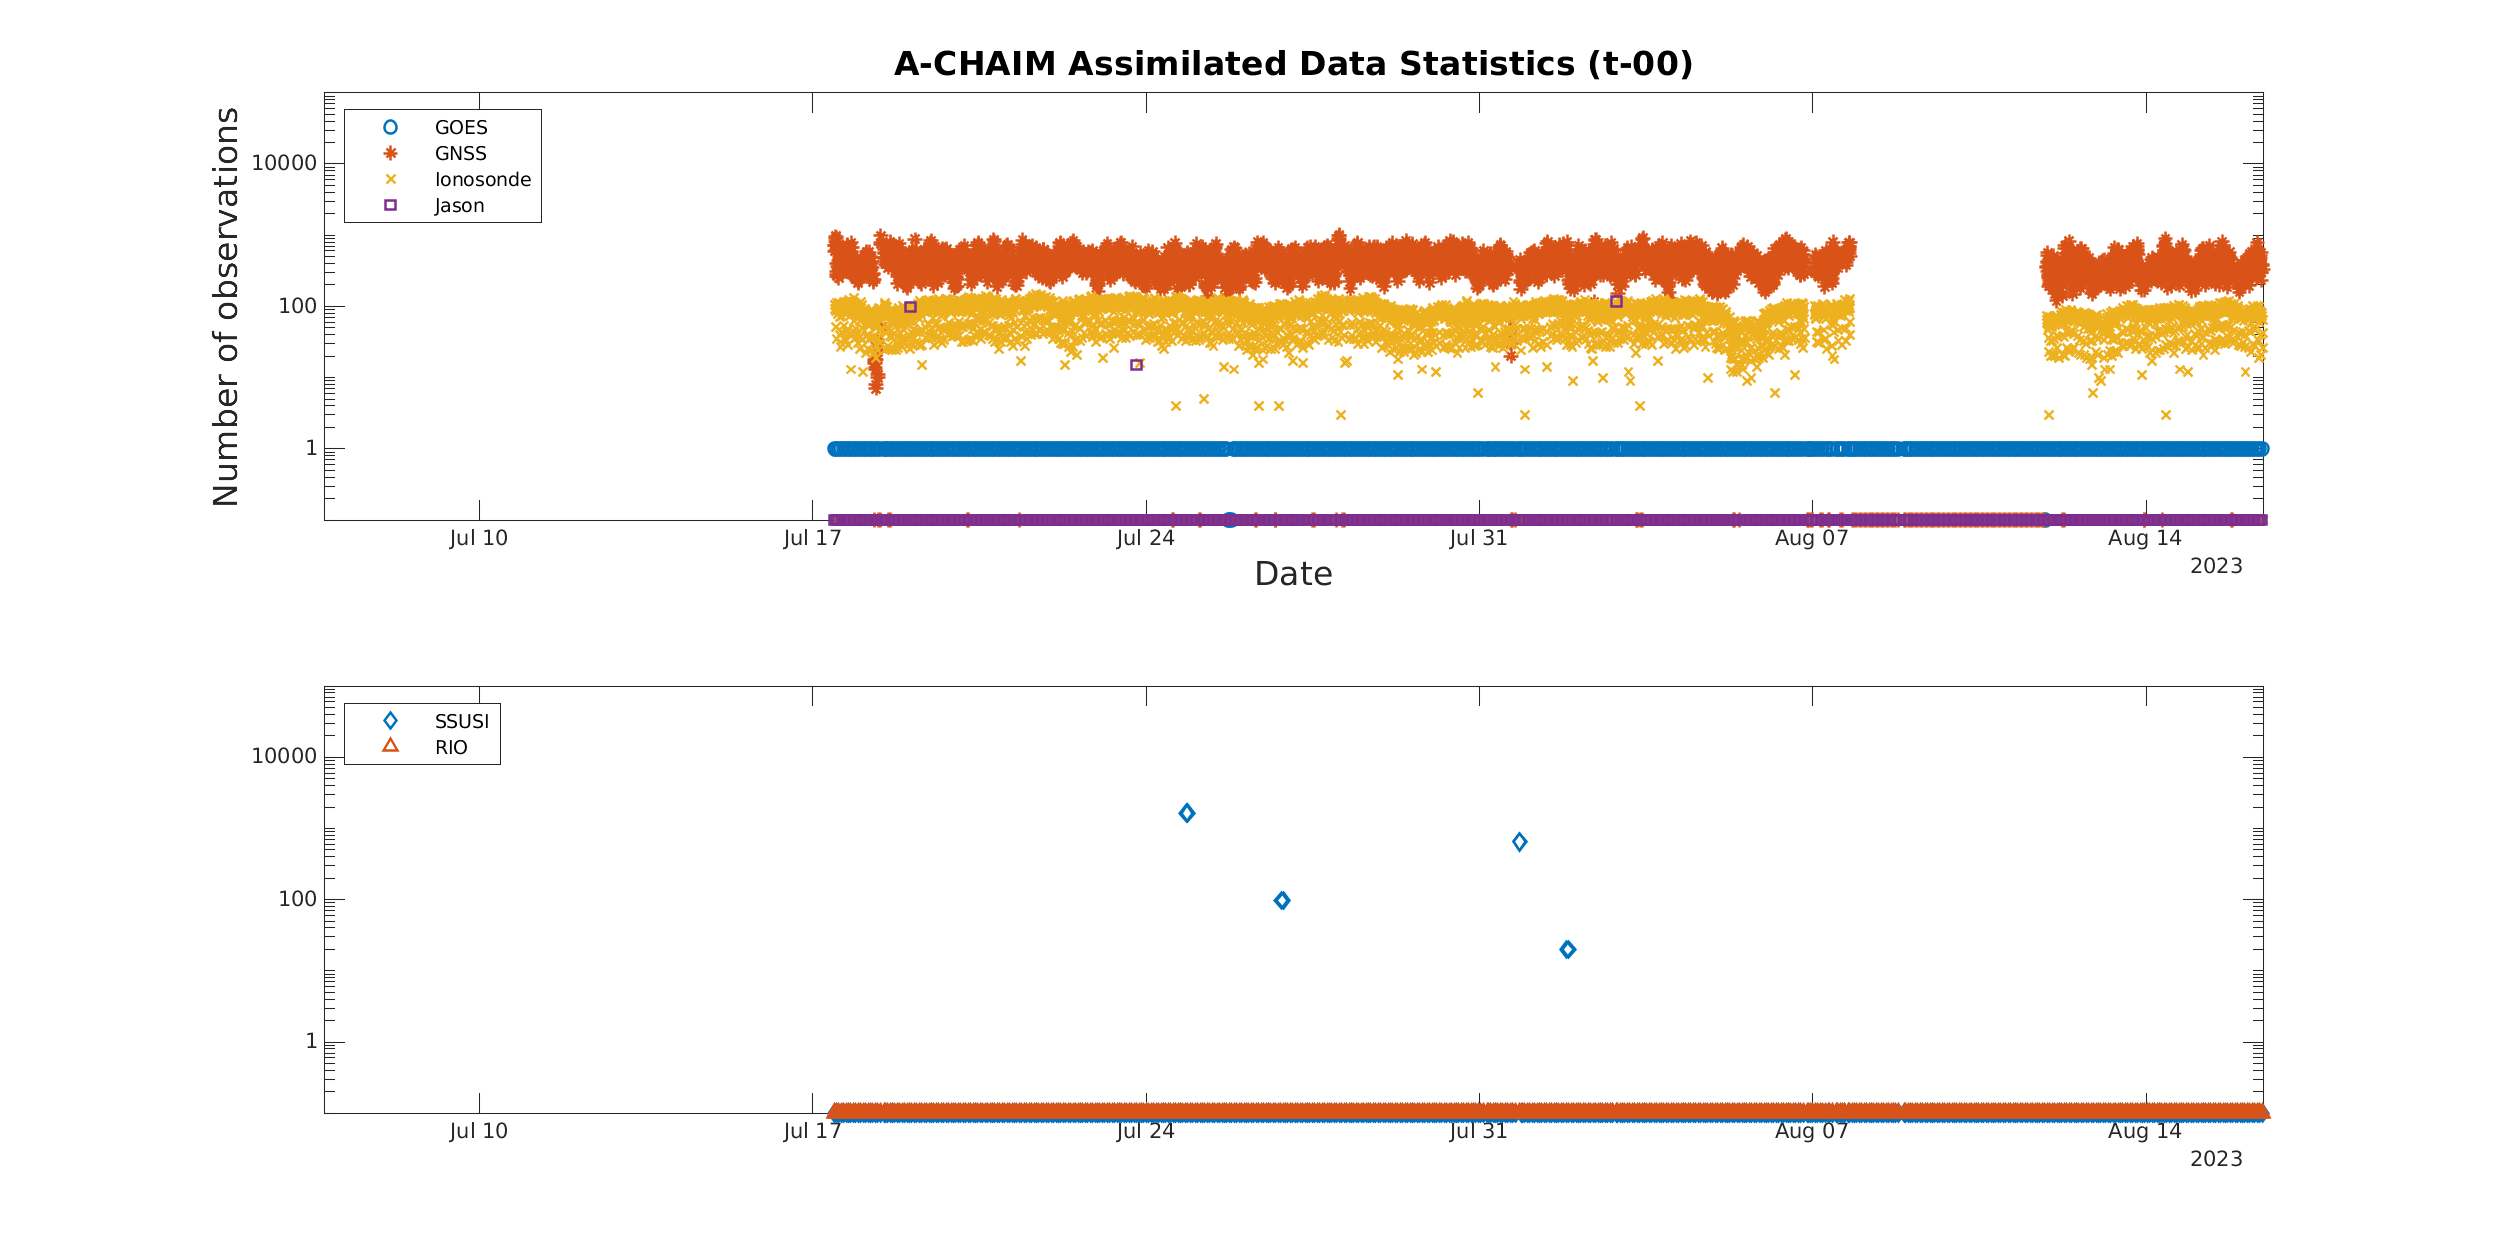 A-CHAIM Assimilated Data Statistics (t-00)
Number of observations
GOES
GNSS
Ionosonde
Jason
10000
100
1
Jul 10
Jul 17
Jul 24
Jul 31
Aug 07
Aug 14
2023
Date
SSUSI
RIO
10000
100
1
Jul 10
Jul 17
Jul 24
Jul 31
Aug 07
Aug 14
2023